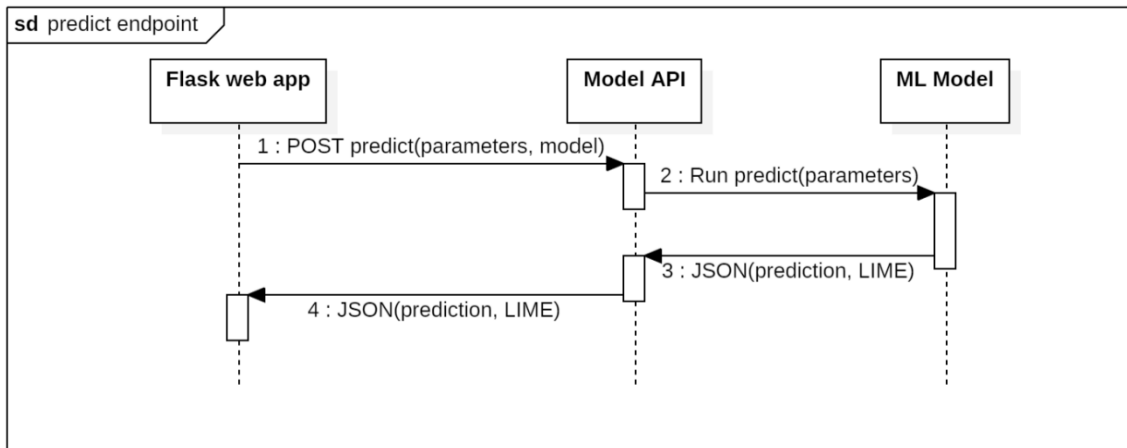 sd predict endpoint
Flask web app
Model API
ML Model
1 : POST predict(parameters, model)
2 : Run predict(parameters)
3 : JSON(prediction, LIME)
4 : JSON(prediction, LIME)